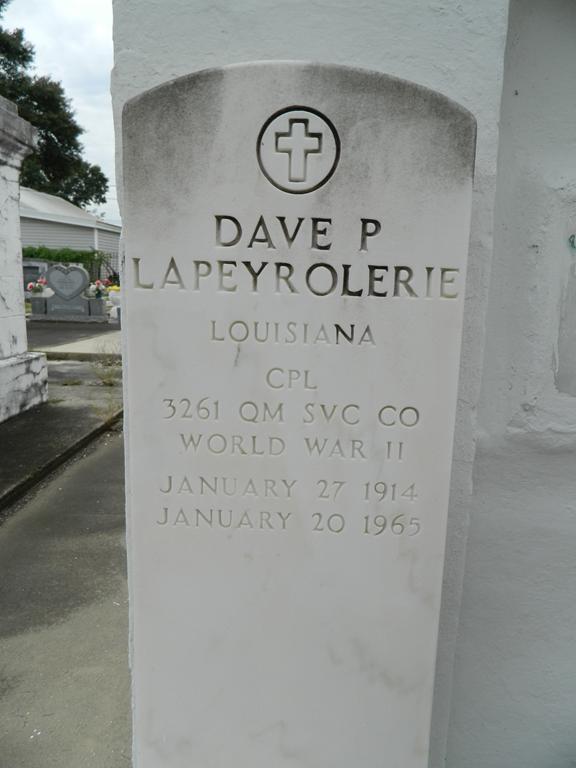 DAVE P
LAPEYROLERIE
LOUISIANA
CPL
3261 QM SVC CO
WORLD WAR II
JANUARY 27 1914
JANUARY 20 1965